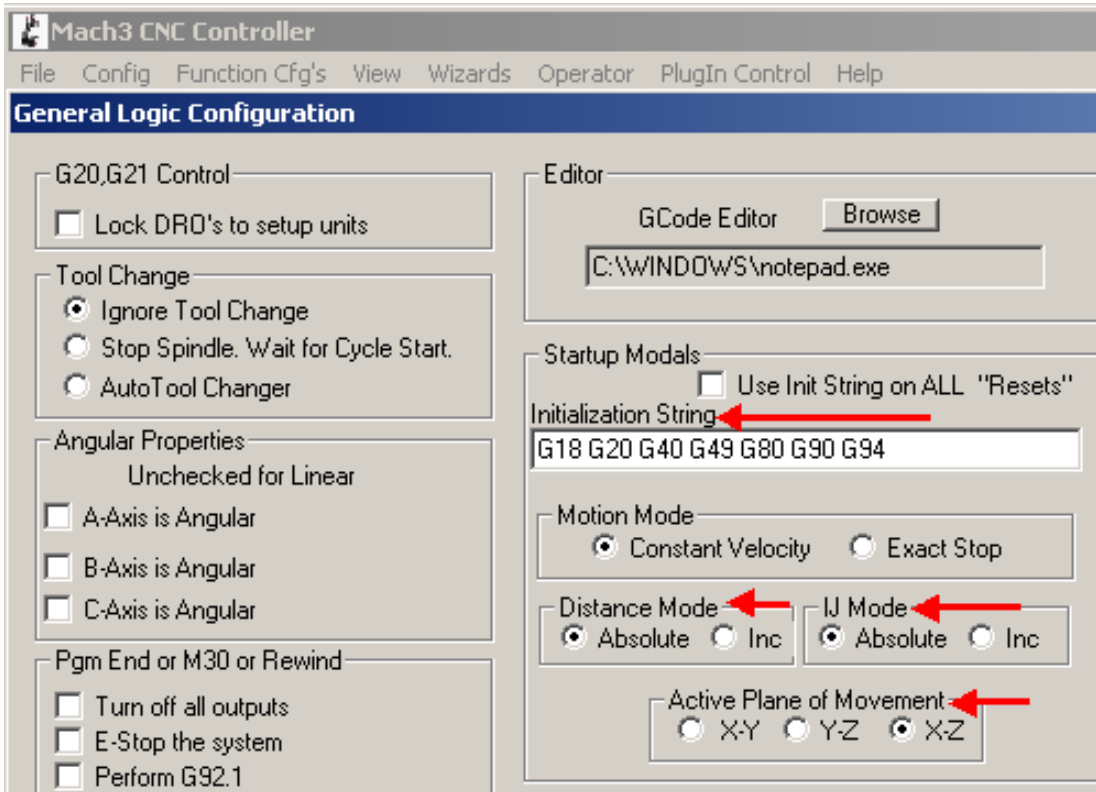 Mach3 CNC Controller
File Config Function Cfg's View Wizards Operator PlugIn Control Help
General Logic Configuration
G20,G21 Control
Lock DRO's to setup units
Tool Change
Ignore Tool Change
Stop Spindle. Wait for Cycle Start.
AutoTool Changer
Angular Properties
Unchecked for Linear
A-Axis is Angular
B-Axis is Angular
C-Axis is Angular
Pgm End or M30 or Rewind
Turn off all outputs
E-Stop the system
Perform G92.1
Editor
GCode Editor Browse
C:\WINDOWS\notepad.exe
Startup Modals
Use Init String on ALL "Resets"
Initialization String
G18 G20 G40 G49 G80 G90 G94
Motion Mode
Constant Velocity Exact Stop
Distance Mode IJ Mode
Absolute Inc Absolute Inc
Active Plane of Movement
X-Y Y-Z X-Z